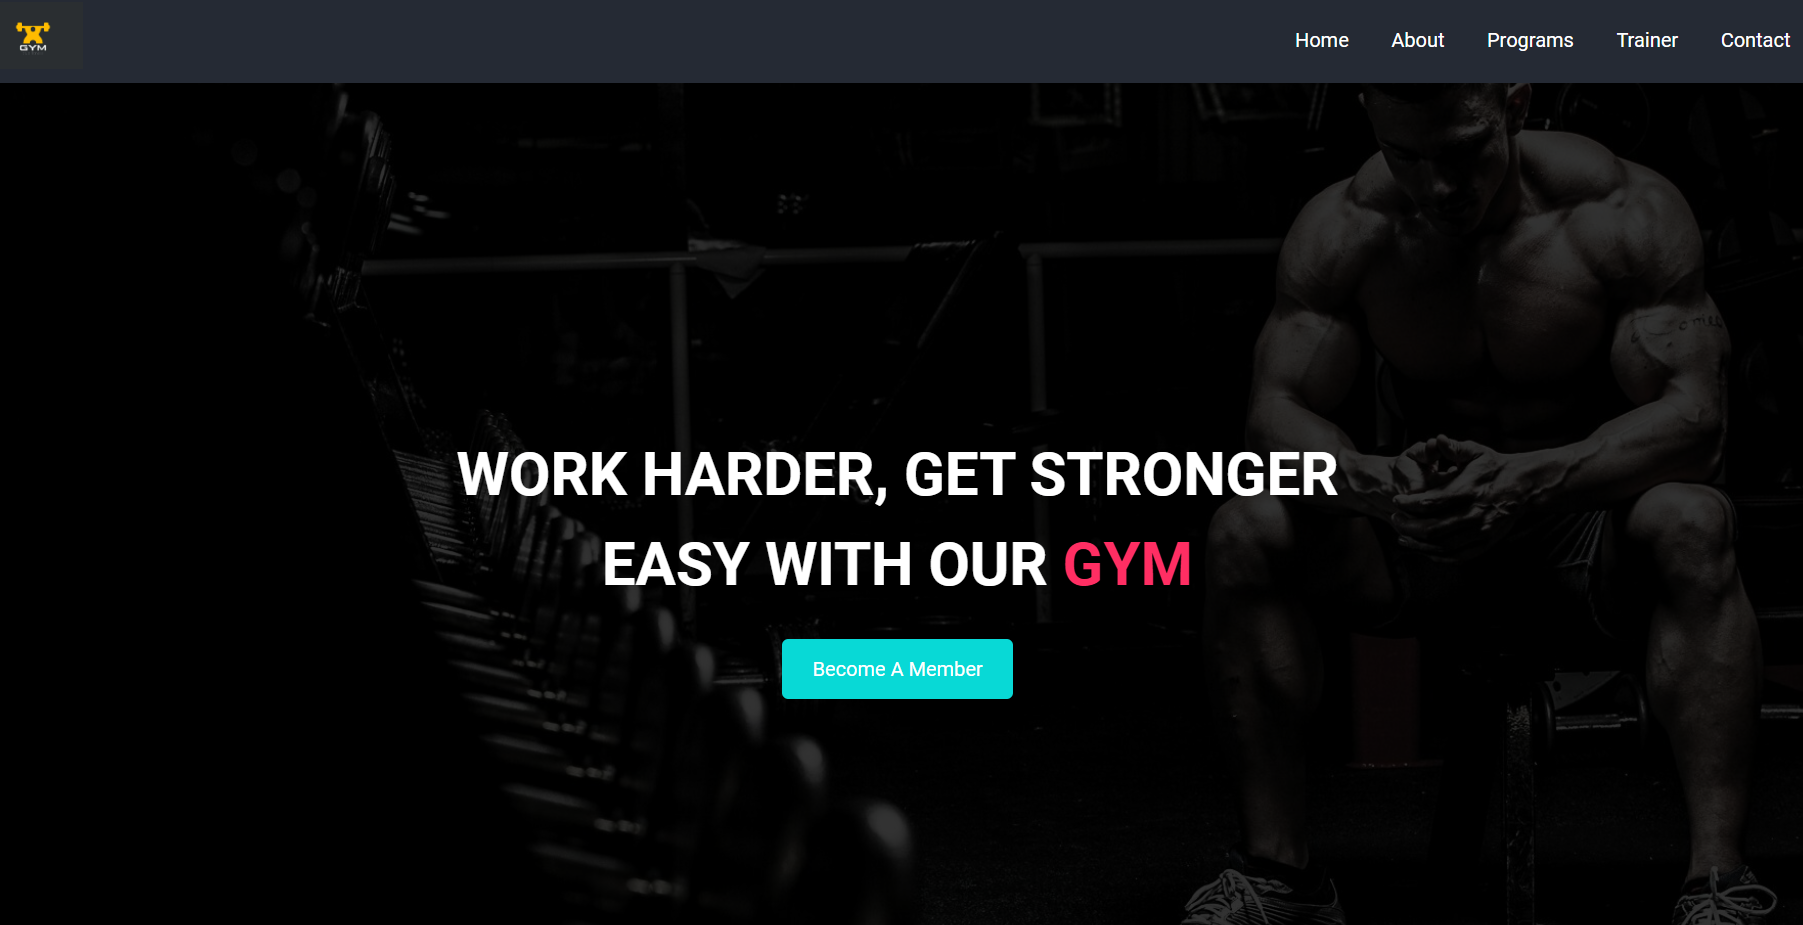 GYM
Home About Programs Trainer Contact
WORK HARDER, GET STRONGER
EASY WITH OUR GYM
Become A Member